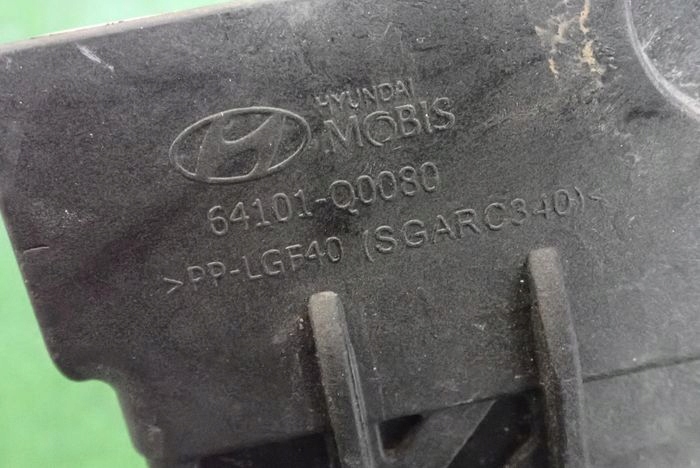 HYUNDAI
MOBIS
64101-Q0080
>PP-LGF40 (SGARC340)<